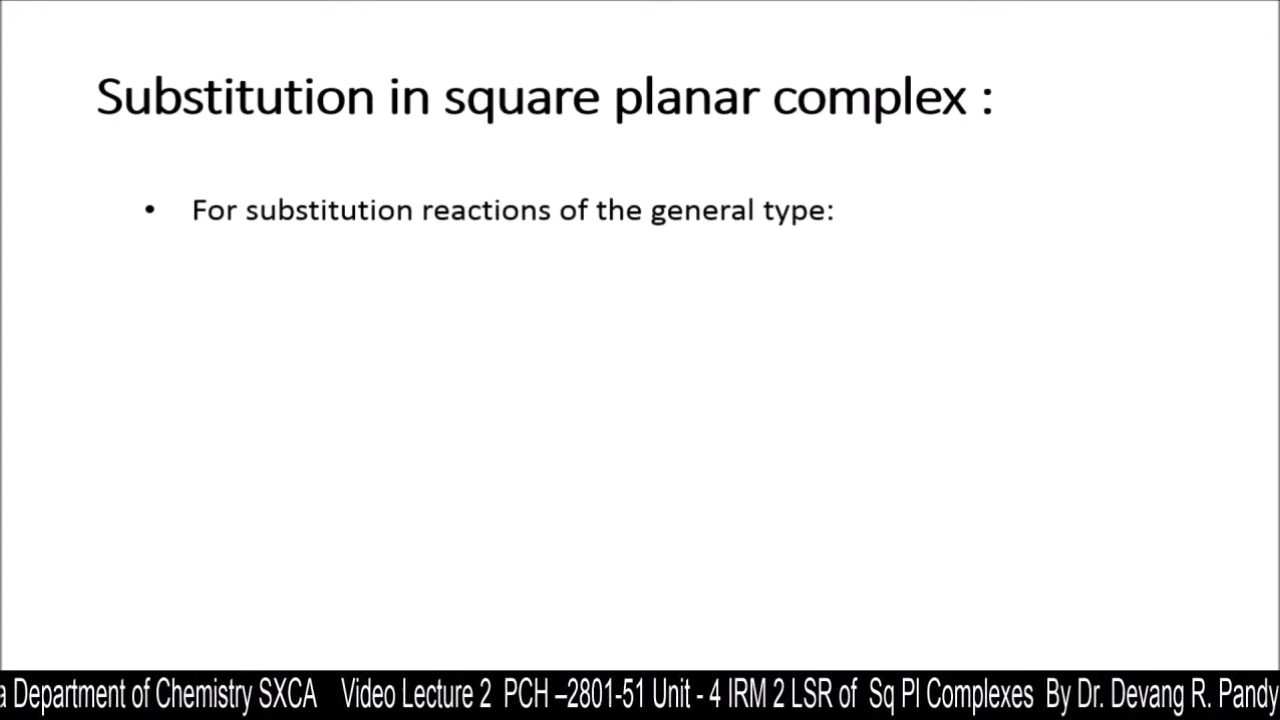 Substitution in square planar complex :
• For substitution reactions of the general type:
a Department of Chemistry SXCA Video Lecture 2 PCH –2801-51 Unit - 4 IRM 2 LSR of Sq Pl Complexes By Dr. Devang R. Pandy